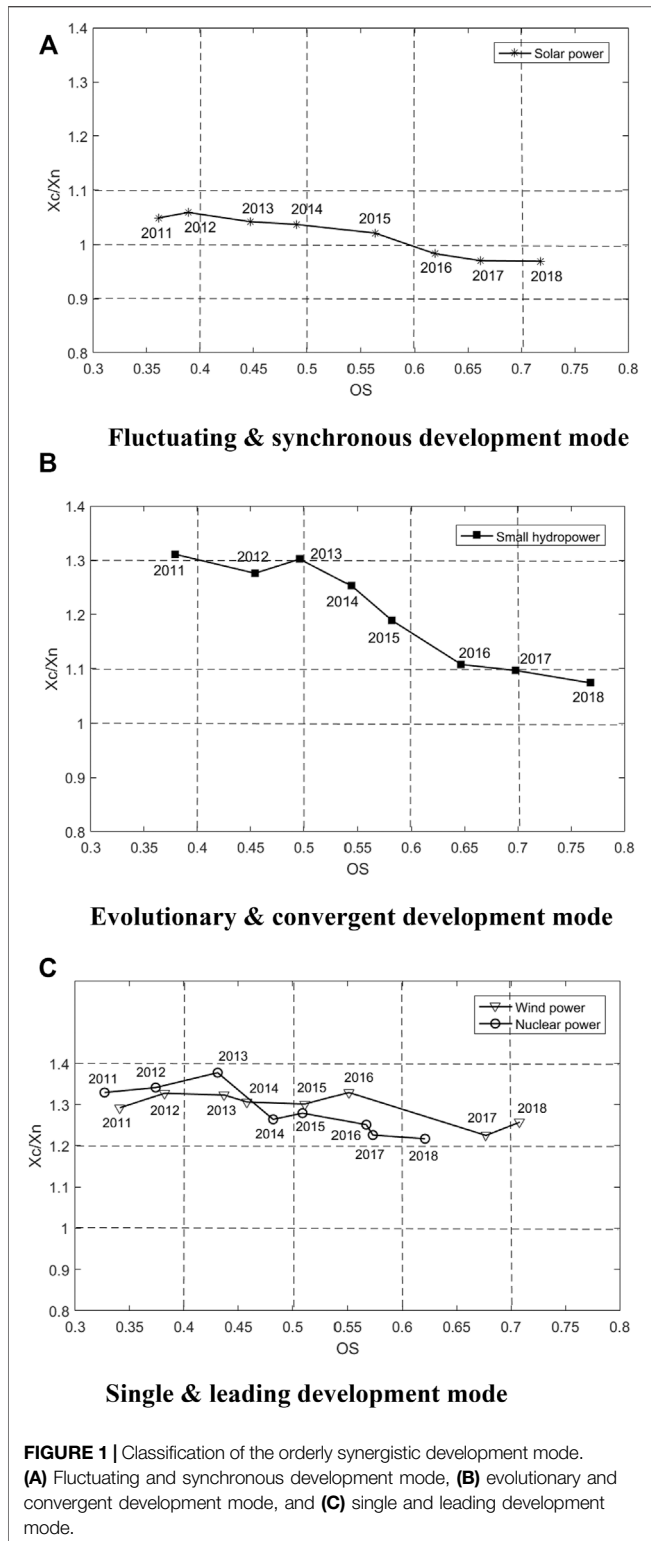 A
Solar power
1.4
1.3
1.2
1.1
1
0.9
0.8
Xc/Xn
2011
2012
2013
2014
2015
2016
2017
2018
0.3 0.35 0.4 0.45 0.5 0.55 0.6 0.65 0.7 0.75 0.8
OS
Fluctuating & synchronous development mode
B
Small hydropower
1.4
1.3
1.2
1.1
1
0.9
0.8
Xc/Xn
2011
2012
2013
2014
2015
2016
2017
2018
0.3 0.35 0.4 0.45 0.5 0.55 0.6 0.65 0.7 0.75 0.8
OS
Evolutionary & convergent development mode
C
Wind power
Nuclear power
1.4
1.3
1.2
1.1
1
0.9
0.8
Xc/Xn
2011
2012
2013
2014
2015
2016
2017
2018
2011
2012
2013
2014
2015
2016
2017
2018
0.3 0.35 0.4 0.45 0.5 0.55 0.6 0.65 0.7 0.75 0.8
OS
Single & leading development mode
FIGURE 1 | Classification of the orderly synergistic development mode.
(A) Fluctuating and synchronous development mode, (B) evolutionary and
convergent development mode, and (C) single and leading development
mode.